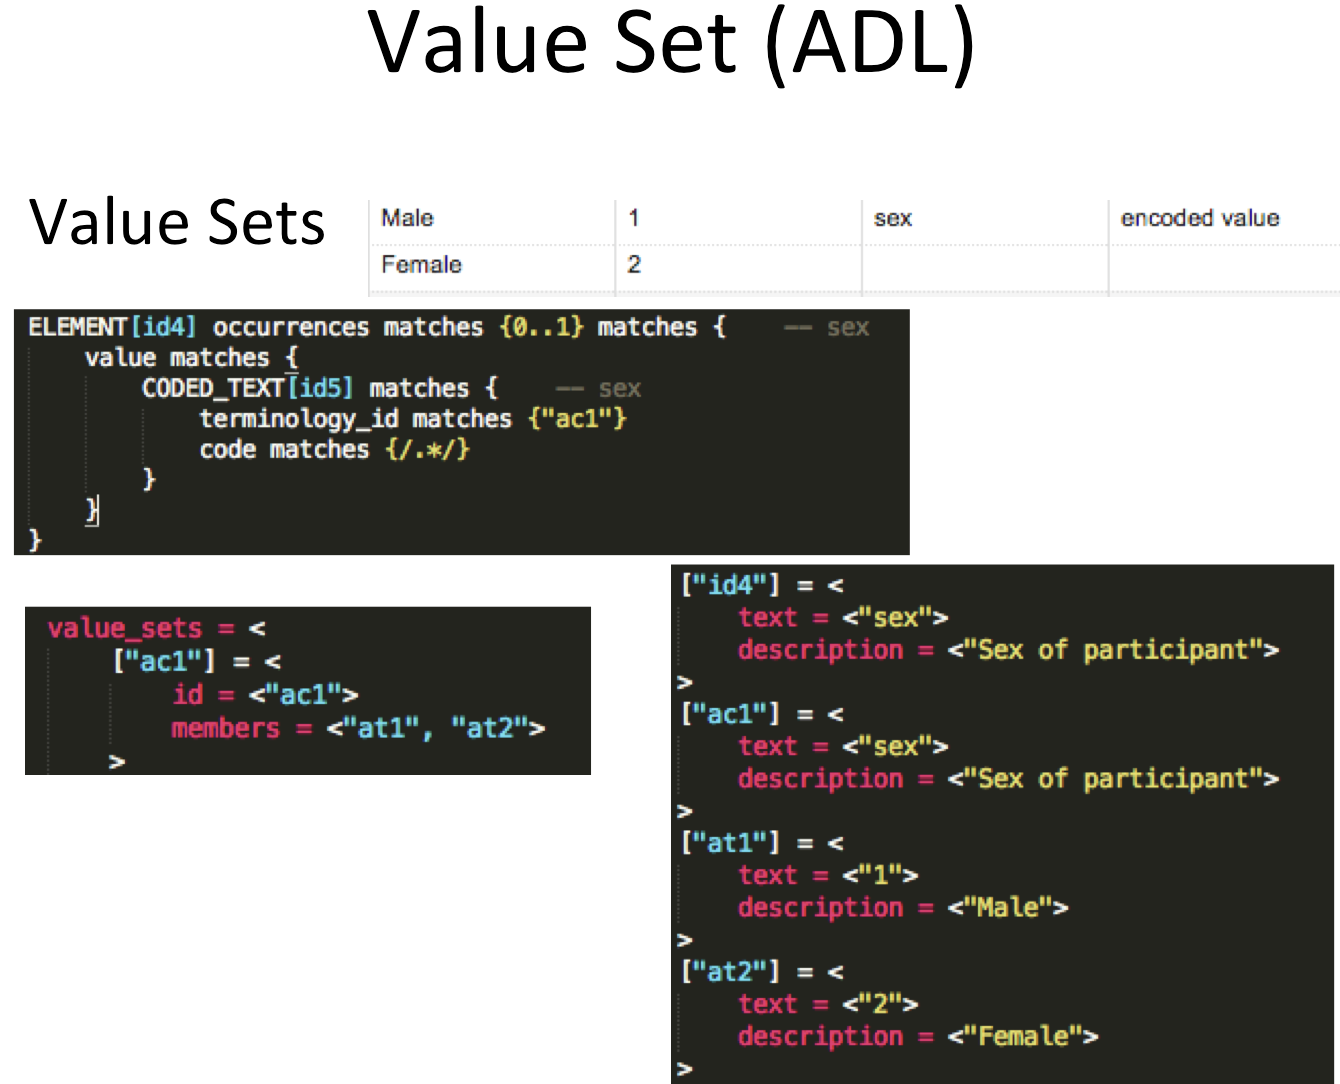 Value Set (ADL)
Value Sets
Male 1 sex encoded value
Female 2
ELEMENT[id4] occurrences matches {0..1} matches { -- sex
value matches {
CODED_TEXT[id5] matches { -- sex
terminology_id matches {"ac1"}
code matches {/.*/}
}
}
}
value_sets = <
["ac1"] = <
id = <"ac1">
members = <"at1", "at2">
>
["id4"] = <
text = <"sex">
description = <"Sex of participant">
>
["ac1"] = <
text = <"sex">
description = <"Sex of participant">
>
["at1"] = <
text = <"1">
description = <"Male">
>
["at2"] = <
text = <"2">
description = <"Female">
>